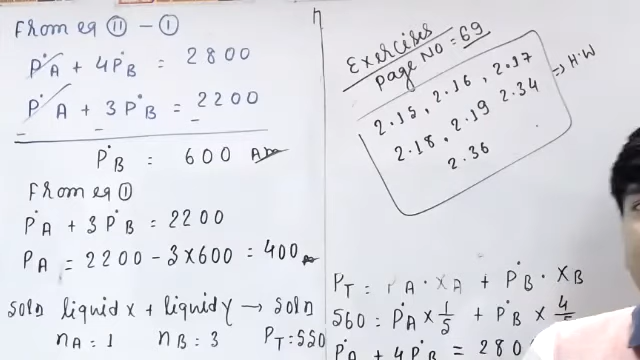 From eq (II) - (I)
P°A + 4P°B = 2800
P°A + 3P°B = 2200
- - -
P°B = 600 Ans
From eq (I)
P°A + 3P°B = 2200
PA = 2200 - 3×600 = 400
Soln liquid x + liquid y → soln
nA = 1 nB = 3 PT = 550
Exercises
Page No = 69
2.15, 2.16, 2.17
2.18, 2.19 2.34
2.36
⇒ H.W
PT = P°A · XA + P°B · XB
560 = P°A × 1/5 + P°B × 4/5
P°A + 4P°B = 280